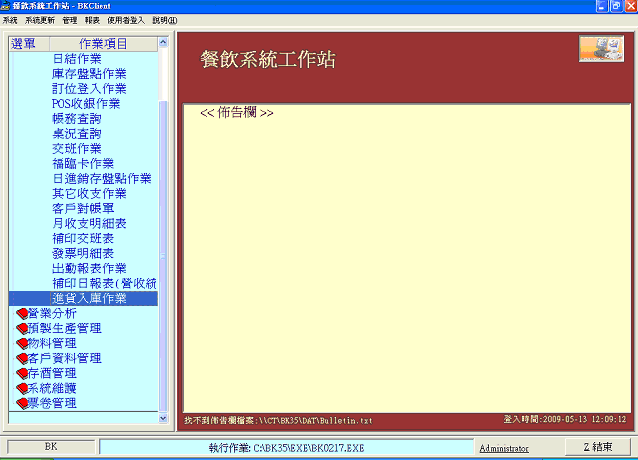 餐飲系統工作站 - BKClient
系統 系統更新 管理 報表 使用者登入 說明(H)
選單 作業項目
日結作業
庫存盤點作業
訂位登入作業
POS收銀作業
帳務查詢
桌況查詢
交班作業
福臨卡作業
日進銷存盤點作業
其它收支作業
客戶對帳單
月收支明細表
補印交班表
發票明細表
出勤報表作業
補印日報表(營收統
進貨入庫作業
營業分析
預製生產管理
物料管理
客戶資料管理
存酒管理
系統維護
票卷管理
餐飲系統工作站
<< 佈告欄 >>
找不到佈告欄檔案:\\CT\BK35\DAT\Bulletin.txt
登入時間:2009-05-13 12:09:12
BK
執行作業: C:\BK35\EXE\BK0217.EXE
Administrator
Z 結束